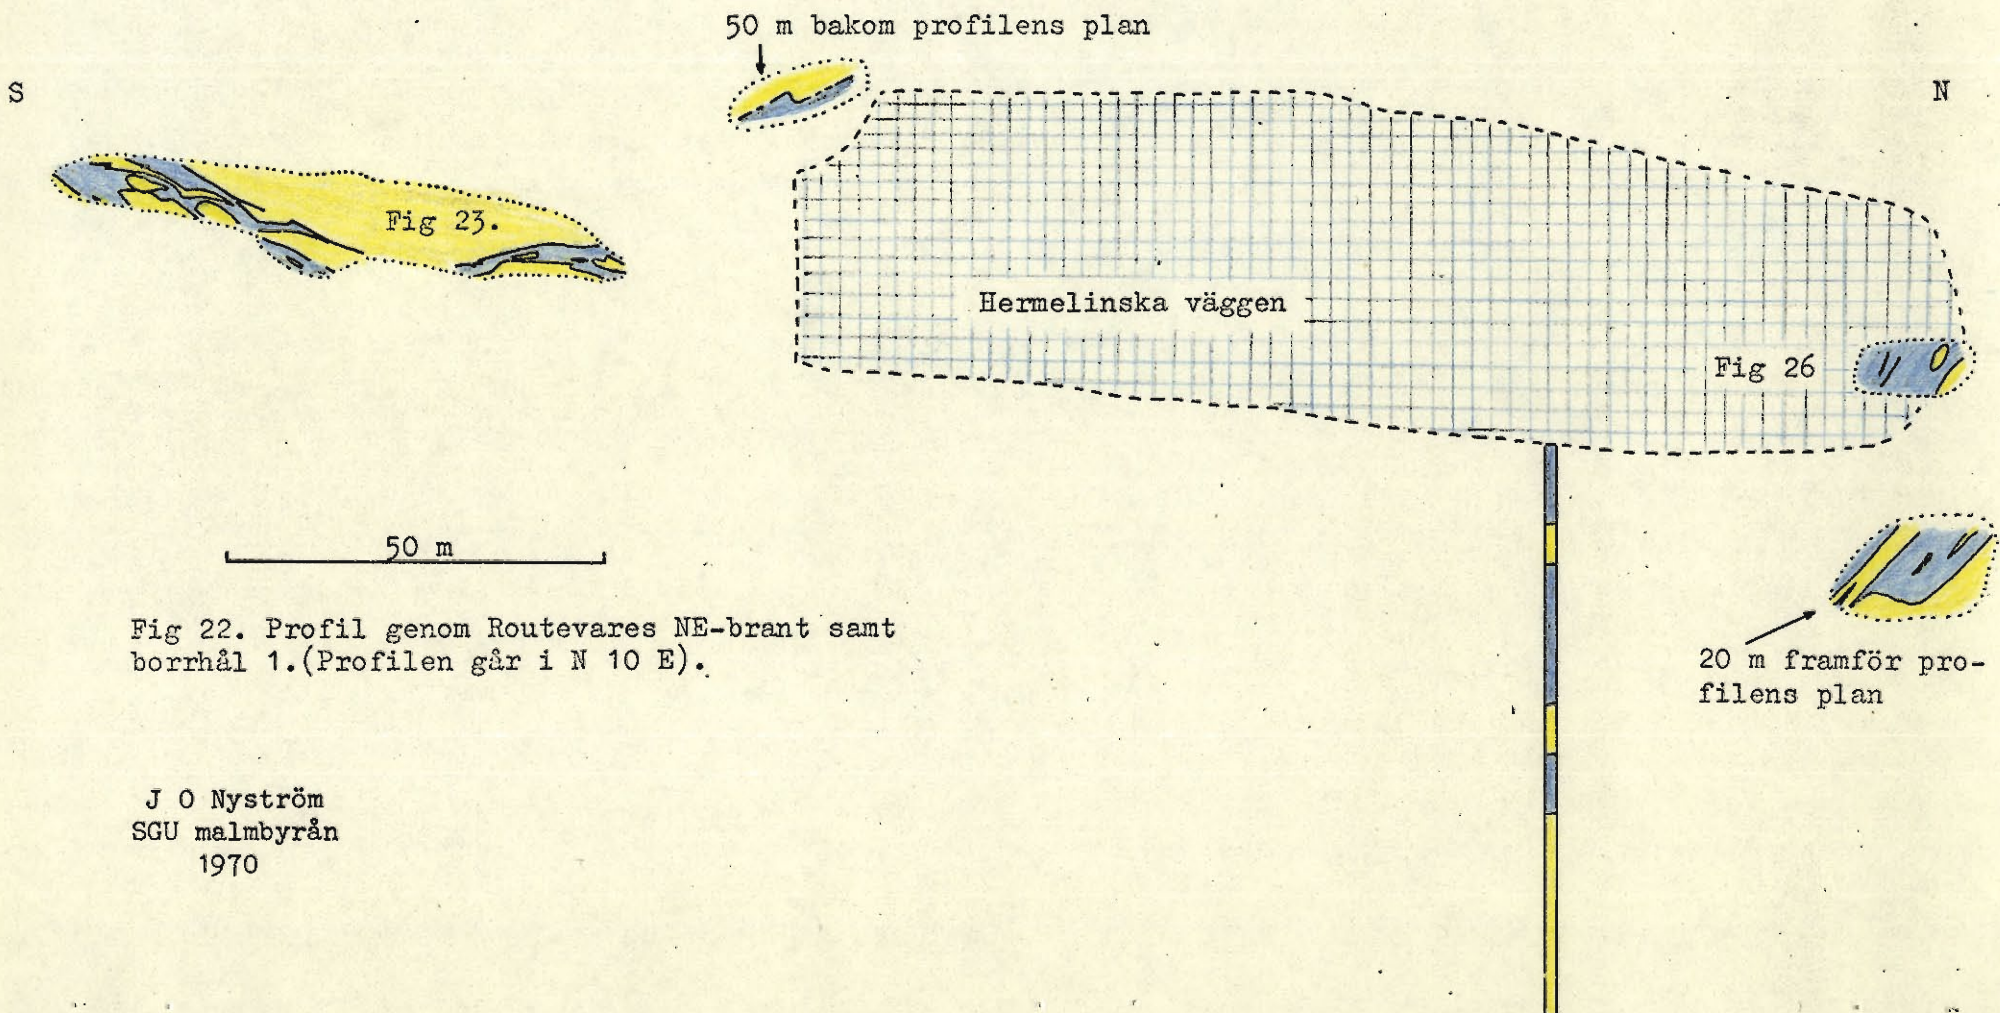 50 m bakom profilens plan
S
N
Fig 23.
Hermelinska väggen
Fig 26
50 m
Fig 22. Profil genom Routevares NE-brant samt
borrhål 1.(Profilen går i N 10 E).
20 m framför pro-
filens plan
J O Nyström
SGU malmbyrån
1970